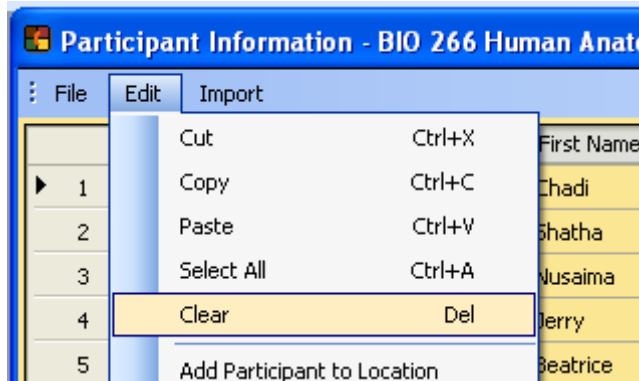 Participant Information - BIO 266 Human Anat
File Edit Import
Cut Ctrl+X
First Name
Copy Ctrl+C
1 Chadi
Paste Ctrl+V
2 Shatha
Select All Ctrl+A
3 Nusaima
Clear Del
4 Jerry
Add Participant to Location
5 Beatrice